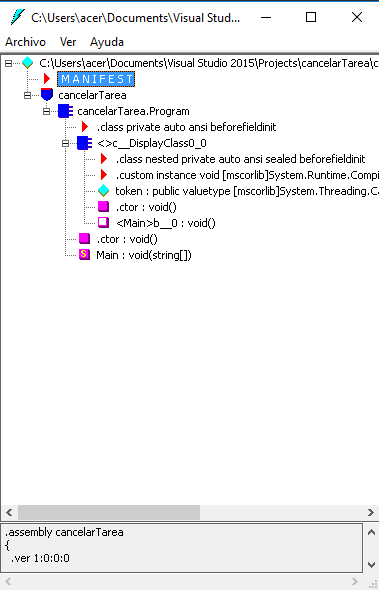 C:\Users\acer\Documents\Visual Stud...
Archivo Ver Ayuda
C:\Users\acer\Documents\Visual Studio 2015\Projects\cancelarTarea\c
M A N I F E S T
cancelarTarea
cancelarTarea.Program
.class private auto ansi beforefieldinit
<>c__DisplayClass0_0
.class nested private auto ansi sealed beforefieldinit
.custom instance void [mscorlib]System.Runtime.Compi
token : public valuetype [mscorlib]System.Threading.Ca
.ctor : void()
<Main>b__0 : void()
.ctor : void()
S Main : void(string[])
.assembly cancelarTarea
{
.ver 1:0:0:0